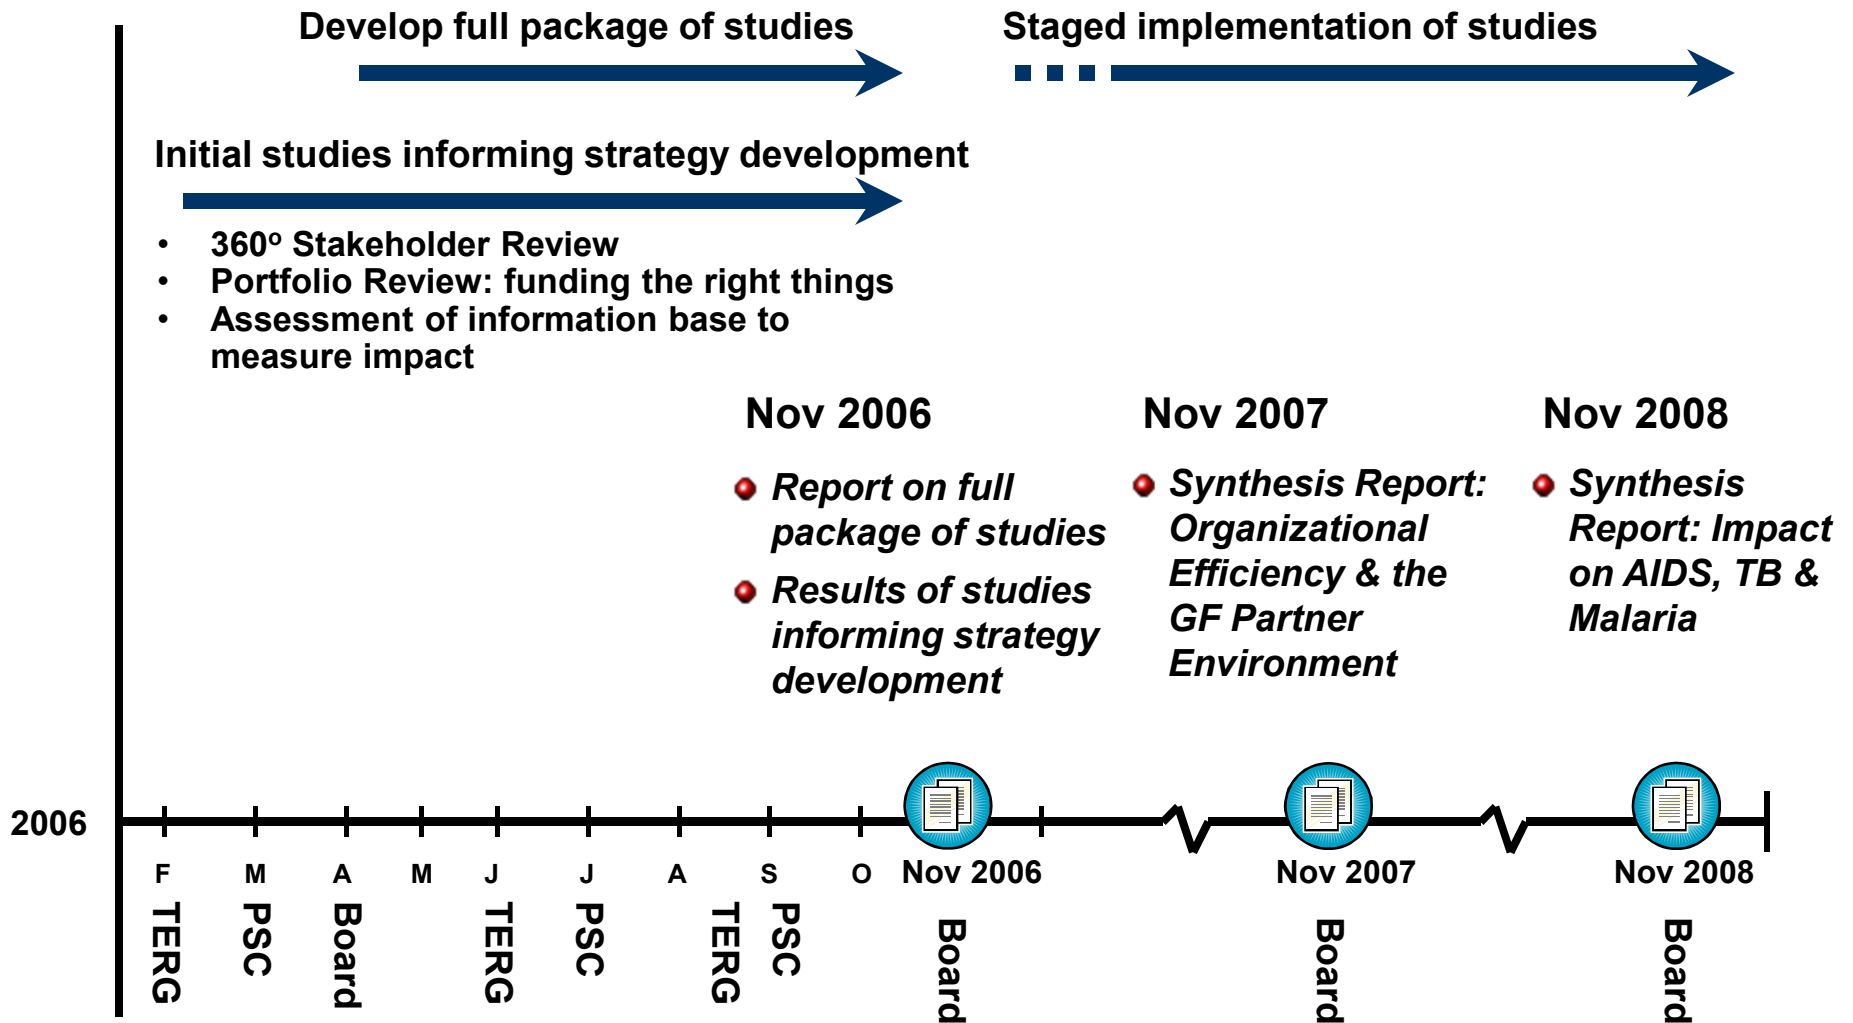 Develop full package of studies
Staged implementation of studies
Initial studies informing strategy development
• 360o Stakeholder Review
• Portfolio Review: funding the right things
• Assessment of information base to
measure impact
Nov 2006
Report on full
package of studies
Results of studies
informing strategy
development
Nov 2007
Synthesis Report:
Organizational
Efficiency & the
GF Partner
Environment
Nov 2008
Synthesis
Report: Impact
on AIDS, TB &
Malaria
2006
F M A M J J A S O Nov 2006 Nov 2007 Nov 2008
TERG
PSC
Board
TERG
PSC
TERG
PSC
Board
Board
Board